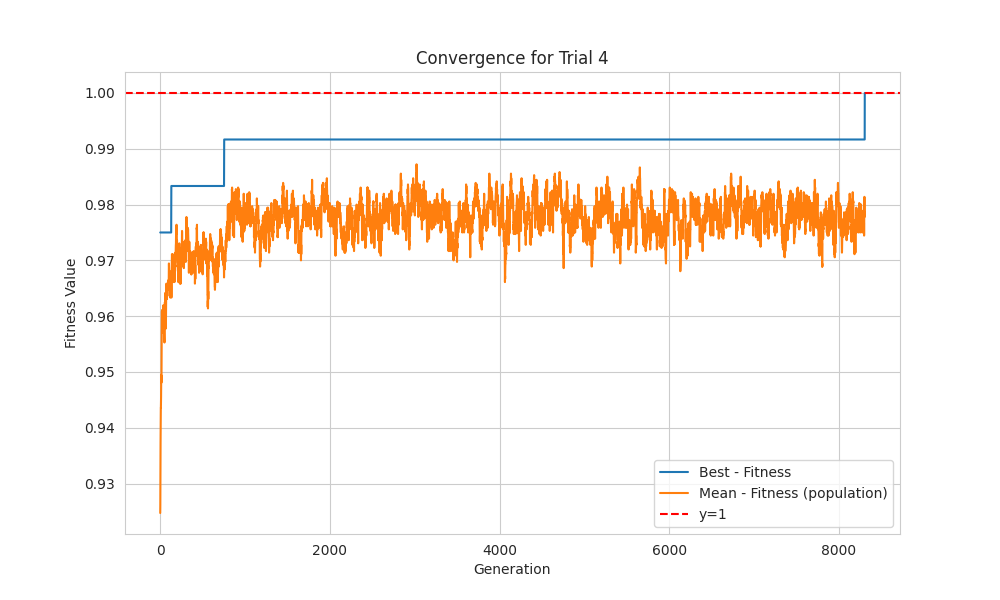 Convergence for Trial 4
Fitness Value
1.00
0.99
0.98
0.97
0.96
0.95
0.94
0.93
0
2000
4000
6000
8000
Generation
Best - Fitness
Mean - Fitness (population)
y=1